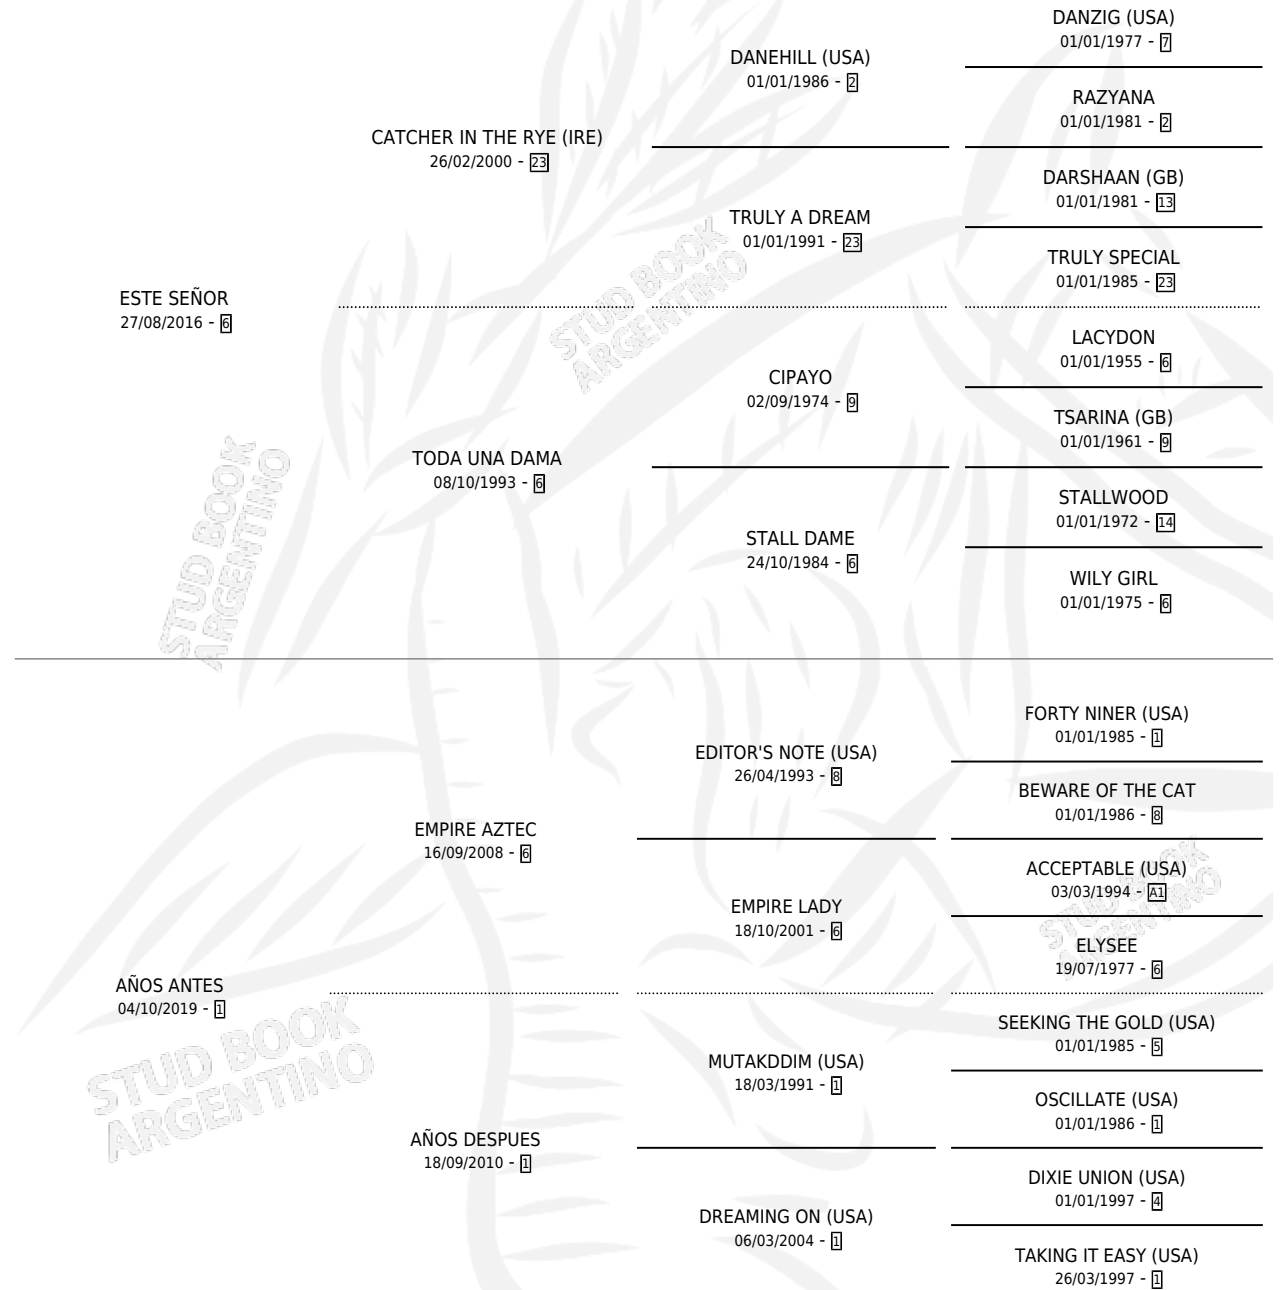 DANZIG (USA)
01/01/1977 - 7
DANEHILL (USA)
01/01/1986 - 2
RAZYANA
01/01/1981 - 2
CATCHER IN THE RYE (IRE)
26/02/2000 - 23
DARSHAAN (GB)
01/01/1981 - 13
TRULY A DREAM
01/01/1991 - 23
TRULY SPECIAL
01/01/1985 - 23
ESTE SEÑOR
27/08/2016 - 6
LACYDON
01/01/1955 - 6
CIPAYO
02/09/1974 - 9
TSARINA (GB)
01/01/1961 - 9
TODA UNA DAMA
08/10/1993 - 6
STALLWOOD
01/01/1972 - 14
STALL DAME
24/10/1984 - 6
WILY GIRL
01/01/1975 - 6
STUD BOOK
ARGENTINO
STUD BOOK
ARGENTINO
FORTY NINER (USA)
01/01/1985 - 1
EDITOR'S NOTE (USA)
26/04/1993 - 8
BEWARE OF THE CAT
01/01/1986 - 8
EMPIRE AZTEC
16/09/2008 - 6
ACCEPTABLE (USA)
03/03/1994 - A1
EMPIRE LADY
18/10/2001 - 6
ELYSEE
19/07/1977 - 6
STUD BOOK
ARGENTINO
AÑOS ANTES
04/10/2019 - 1
SEEKING THE GOLD (USA)
01/01/1985 - 5
MUTAKDDIM (USA)
18/03/1991 - 1
OSCILLATE (USA)
01/01/1986 - 1
AÑOS DESPUES
18/09/2010 - 1
DIXIE UNION (USA)
01/01/1997 - 4
DREAMING ON (USA)
06/03/2004 - 1
TAKING IT EASY (USA)
26/03/1997 - 1
STUD BOOK
ARGENTINO